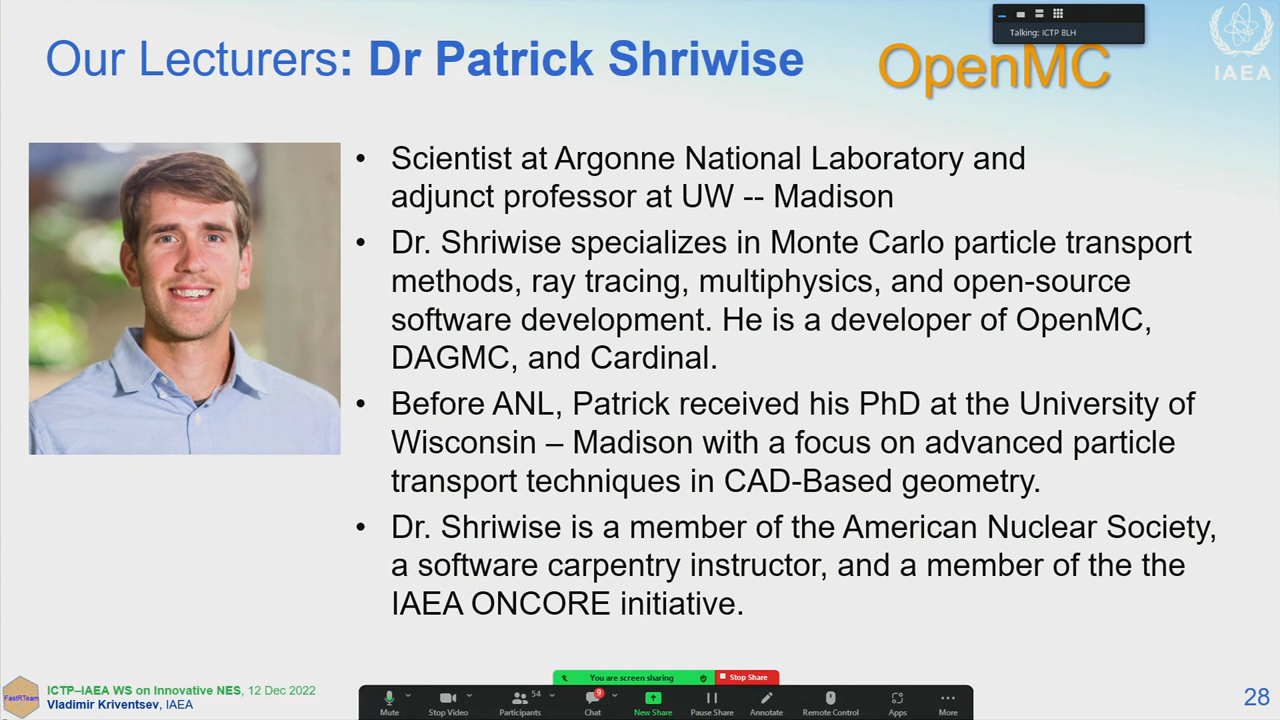 Talking: ICTP BLH
Our Lecturers: Dr Patrick Shriwise
OpenMC
IAEA
• Scientist at Argonne National Laboratory and
adjunct professor at UW -- Madison
• Dr. Shriwise specializes in Monte Carlo particle transport
methods, ray tracing, multiphysics, and open-source
software development. He is a developer of OpenMC,
DAGMC, and Cardinal.
• Before ANL, Patrick received his PhD at the University of
Wisconsin – Madison with a focus on advanced particle
transport techniques in CAD-Based geometry.
• Dr. Shriwise is a member of the American Nuclear Society,
a software carpentry instructor, and a member of the the
IAEA ONCORE initiative.
You are screen sharing
Stop Share
FastRTeam
ICTP–IAEA WS on Innovative NES, 12 Dec 2022
Vladimir Kriventsev, IAEA
Mute
Stop Video
54
Participants
9
Chat
New Share
Pause Share
Annotate
Remote Control
Apps
More
28